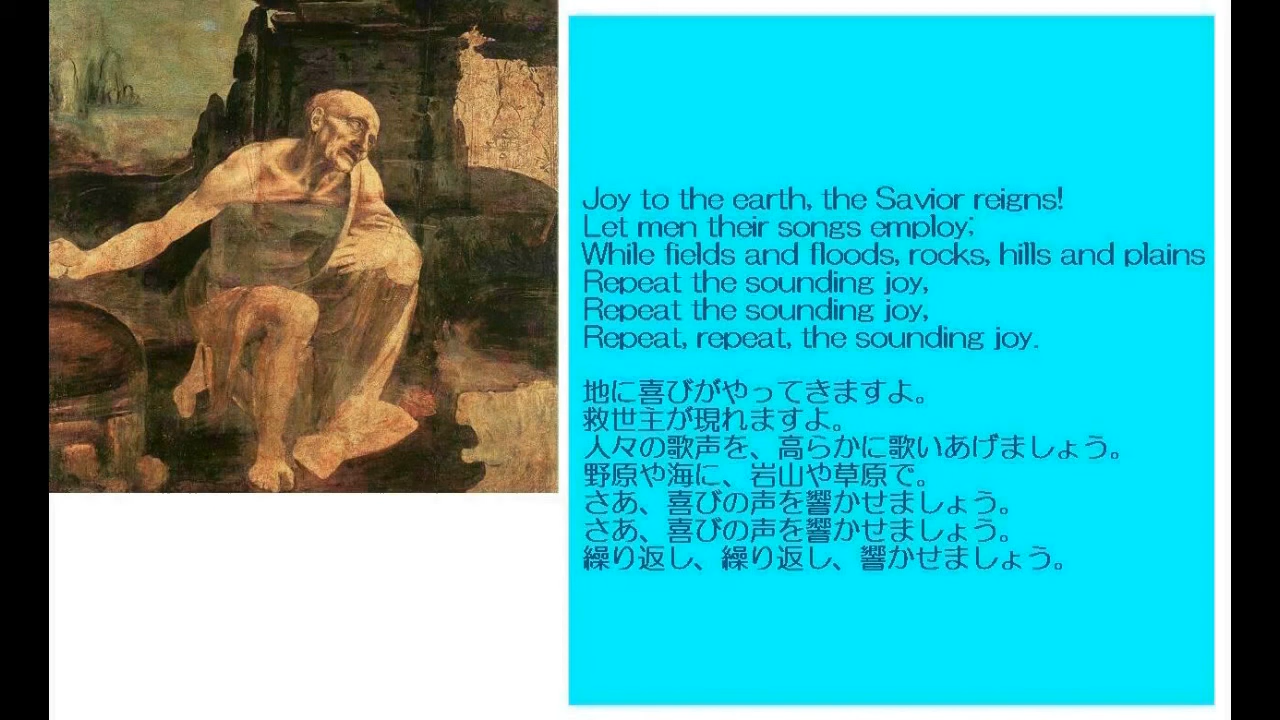 Joy to the earth, the Savior reigns!
Let men their songs employ;
While fields and floods, rocks, hills and plains
Repeat the sounding joy,
Repeat the sounding joy,
Repeat, repeat, the sounding joy.
地に喜びがやってきますよ。
救世主が現れますよ。
人々の歌声を、高らかに歌いあげましょう。
野原や海に、岩山や草原で。
さあ、喜びの声を響かせましょう。
さあ、喜びの声を響かせましょう。
繰り返し、繰り返し、響かせましょう。